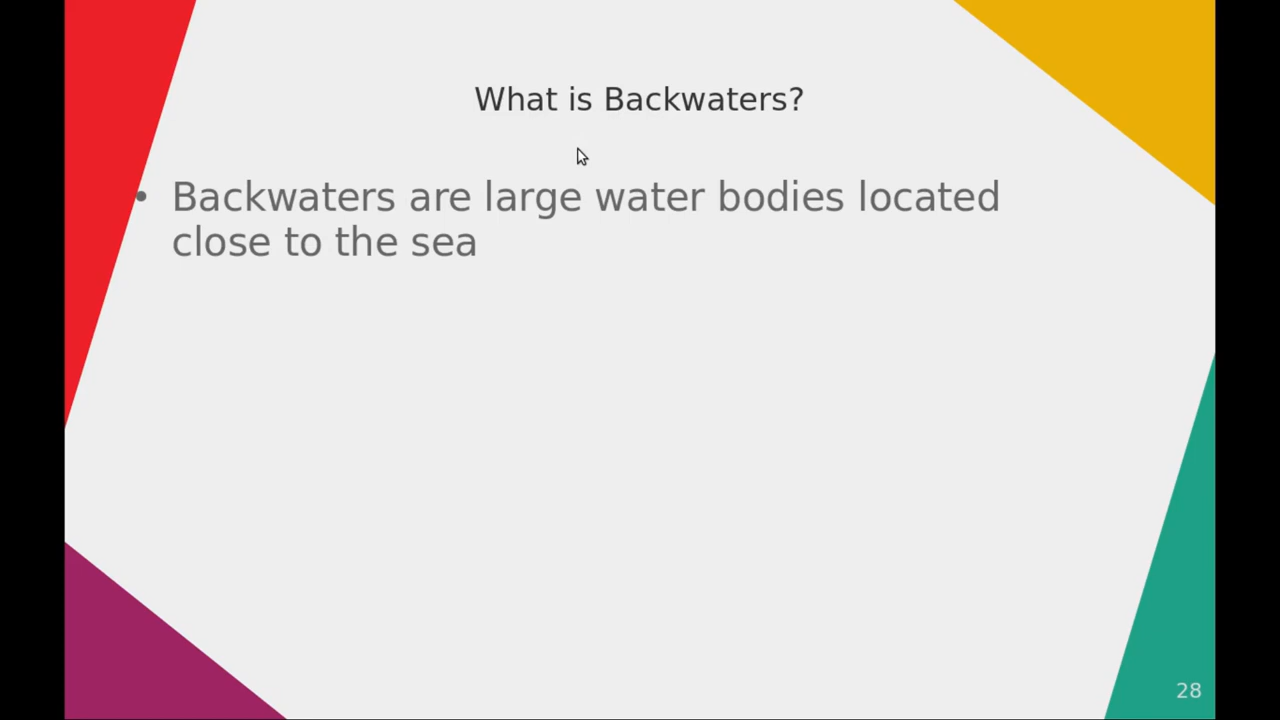 What is Backwaters?
• Backwaters are large water bodies located
close to the sea
28